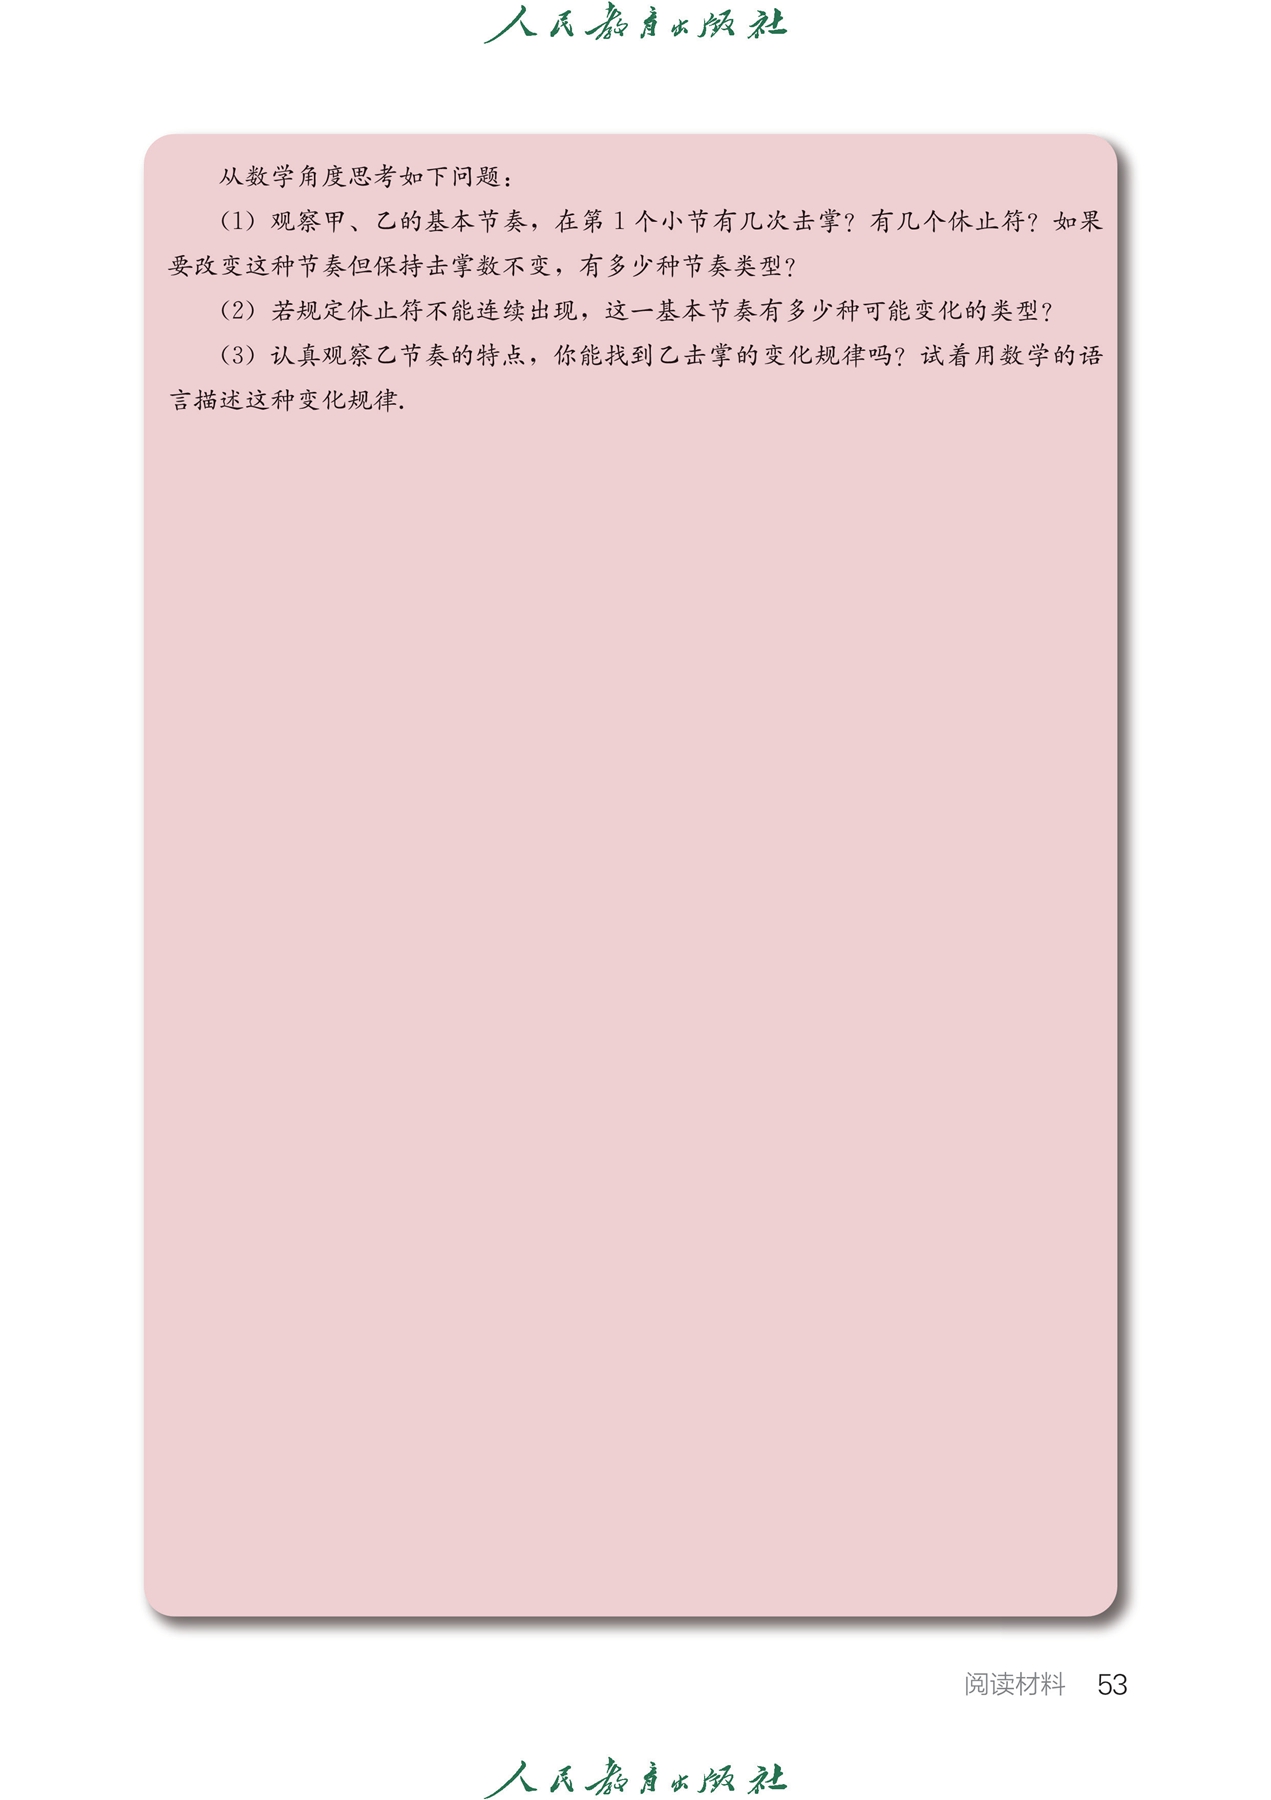 人民教育出版社
从数学角度思考如下问题：
（1）观察甲、乙的基本节奏，在第1个小节有几次击掌？有几个休止符？如果
要改变这种节奏但保持击掌数不变，有多少种节奏类型？
（2）若规定休止符不能连续出现，这一基本节奏有多少种可能变化的类型？
（3）认真观察乙节奏的特点，你能找到乙击掌的变化规律吗？试着用数学的语
言描述这种变化规律.
阅读材料 53
人民教育出版社